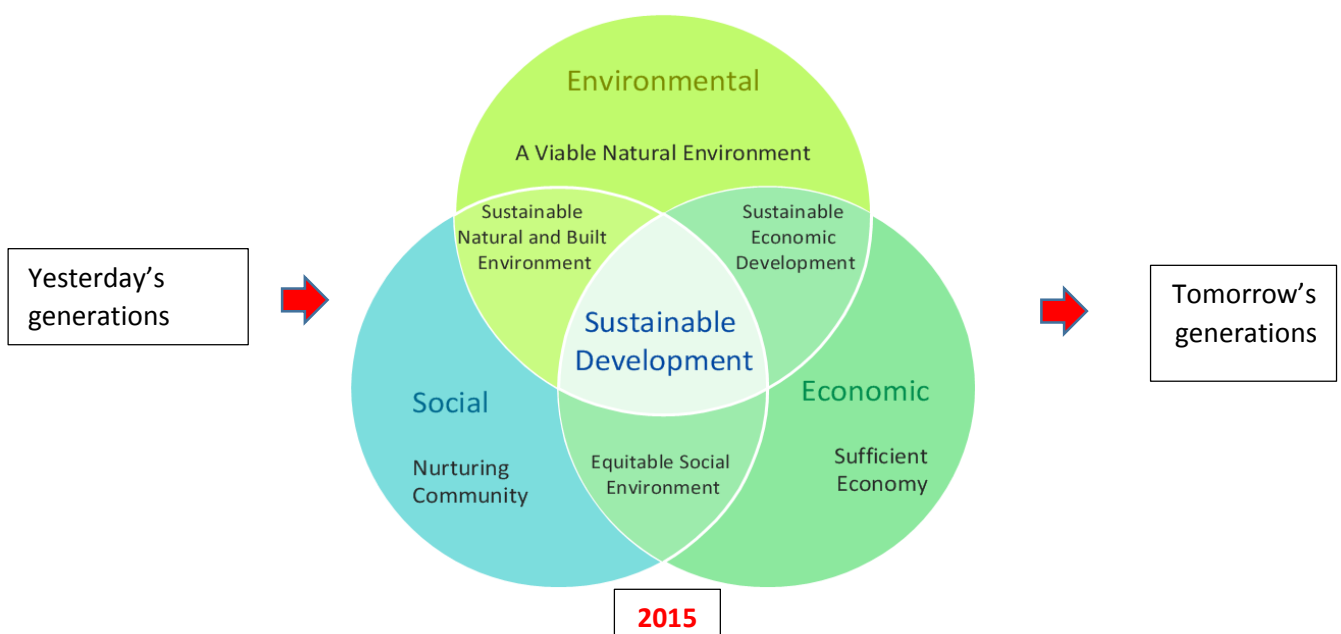 Environmental
A Viable Natural Environment
Sustainable
Natural and Built
Environment
Sustainable
Economic
Development
Yesterday’s
generations
Tomorrow’s
generations
Sustainable
Development
Social
Nurturing
Community
Economic
Sufficient
Economy
Equitable Social
Environment
2015